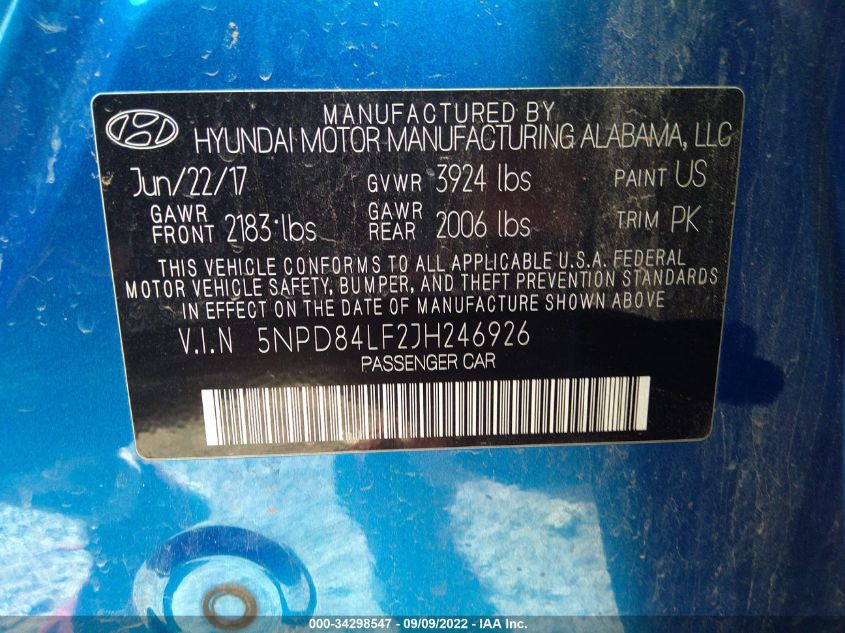 MANUFACTURED BY
HYUNDAI MOTOR MANUFACTURING ALABAMA, LLC
Jun/22/17 GVWR 3924 lbs PAINT US
GAWR FRONT 2183 lbs GAWR REAR 2006 lbs TRIM PK
THIS VEHICLE CONFORMS TO ALL APPLICABLE U.S.A. FEDERAL
MOTOR VEHICLE SAFETY, BUMPER, AND THEFT PREVENTION STANDARDS
IN EFFECT ON THE DATE OF MANUFACTURE SHOWN ABOVE
V.I.N 5NPD84LF2JH246926
PASSENGER CAR
000-34298547 - 09/09/2022 - IAA Inc.